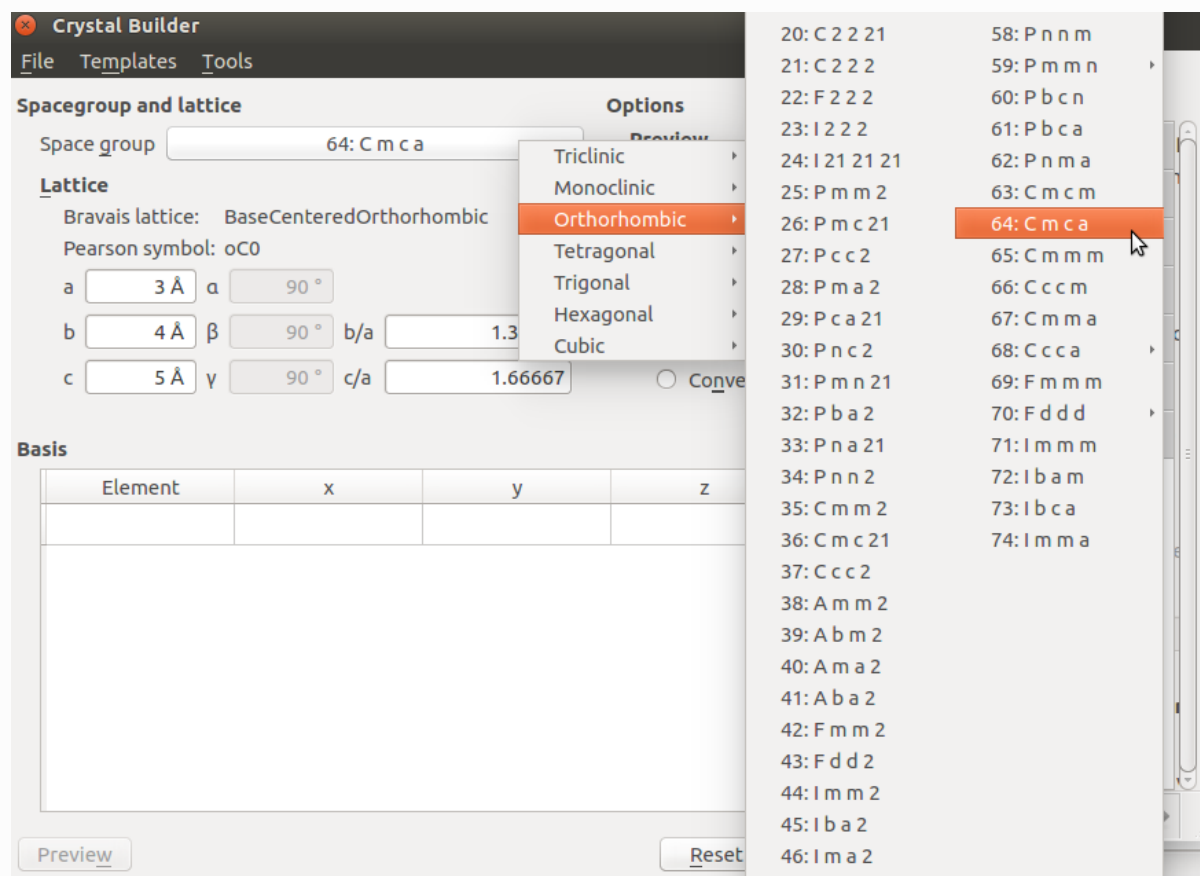 Crystal Builder
File Templates Tools
Spacegroup and lattice
Options
Preview
Space group 64: C m c a
Lattice
Bravais lattice: BaseCenteredOrthorhombic
Pearson symbol: oC0
a 3 Å α 90 °
b 4 Å β 90 ° b/a 1.3
c 5 Å γ 90 ° c/a 1.66667
Conve
Triclinic
Monoclinic
Orthorhombic
Tetragonal
Trigonal
Hexagonal
Cubic
Basis
Element x y z
Preview
Reset
20: C 2 2 21
21: C 2 2 2
22: F 2 2 2
23: I 2 2 2
24: I 21 21 21
25: P m m 2
26: P m c 21
27: P c c 2
28: P m a 2
29: P c a 21
30: P n c 2
31: P m n 21
32: P b a 2
33: P n a 21
34: P n n 2
35: C m m 2
36: C m c 21
37: C c c 2
38: A m m 2
39: A b m 2
40: A m a 2
41: A b a 2
42: F m m 2
43: F d d 2
44: I m m 2
45: I b a 2
46: I m a 2
58: P n n m
59: P m m n
60: P b c n
61: P b c a
62: P n m a
63: C m c m
64: C m c a
65: C m m m
66: C c c m
67: C m m a
68: C c c a
69: F m m m
70: F d d d
71: I m m m
72: I b a m
73: I b c a
74: I m m a